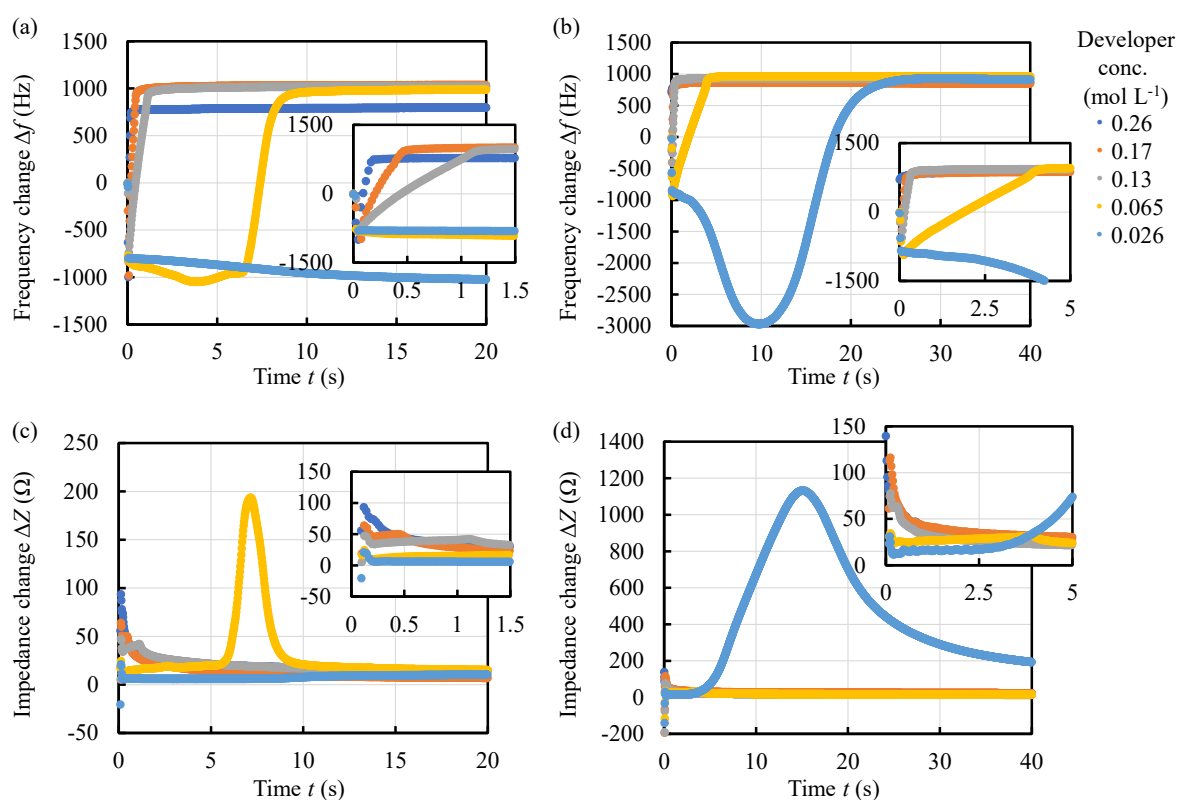 (a)
Frequency change Δf (Hz)
1500
1000
500
0
-500
-1000
-1500
0 5 10 15 20
Time t (s)
1500
0
-1500
0 0.5 1 1.5
(b)
Frequency change Δf (Hz)
1500
1000
500
0
-500
-1000
-1500
-2000
-2500
-3000
0 10 20 30 40
Time t (s)
1500
0
-1500
0 2.5 5
Developer
conc.
(mol L⁻¹)
0.26
0.17
0.13
0.065
0.026
(c)
Impedance change ΔZ (Ω)
250
200
150
100
50
0
-50
0 5 10 15 20
Time t (s)
150
100
50
0
-50
0 0.5 1 1.5
(d)
Impedance change ΔZ (Ω)
1400
1200
1000
800
600
400
200
0
-200
0 10 20 30 40
Time t (s)
150
100
50
0
0 2.5 5